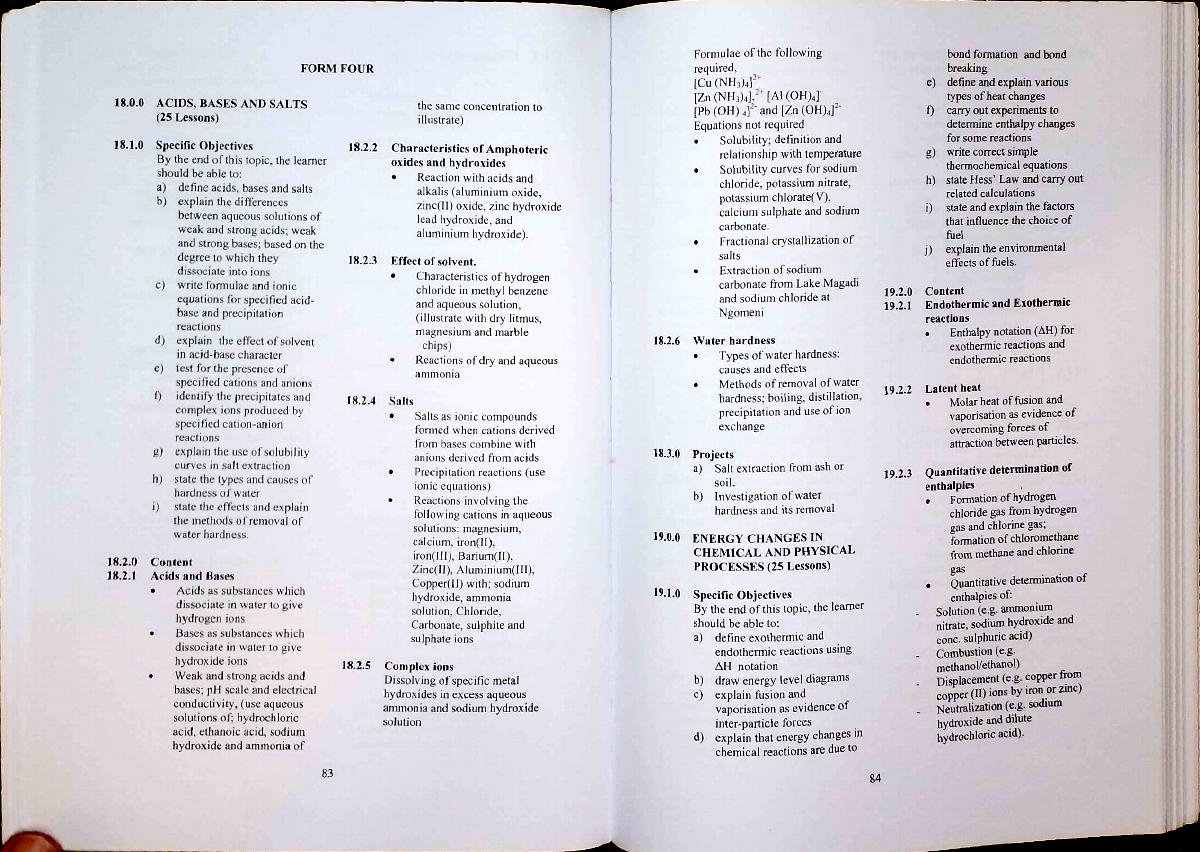 FORM FOUR
18.0.0 ACIDS, BASES AND SALTS
(25 Lessons)
18.1.0 Specific Objectives
By the end of this topic, the learner
should be able to:
a) define acids, bases and salts
b) explain the differences
between aqueous solutions of
weak and strong acids; weak
and strong bases; based on the
degree to which they
dissociate into ions
c) write formulae and ionic
equations for specified acid-
base and precipitation
reactions
d) explain the effect of solvent
in acid-base character
e) test for the presence of
specified cations and anions
f) identify the precipitates and
complex ions produced by
specified cation-anion
reactions
g) explain the use of solubility
curves in salt extraction
h) state the types and causes of
hardness of water
i) state the effects and explain
the methods of removal of
water hardness.
18.2.0 Content
18.2.1 Acids and Bases
• Acids as substances which
dissociate in water to give
hydrogen ions
• Bases as substances which
dissociate in water to give
hydroxide ions
• Weak and strong acids and
bases; pH scale and electrical
conductivity, (use aqueous
solutions of; hydrochloric
acid, ethanoic acid, sodium
hydroxide and ammonia of
the same concentration to
illustrate)
18.2.2 Characteristics of Amphoteric
oxides and hydroxides
• Reaction with acids and
alkalis (aluminium oxide,
zinc(II) oxide, zinc hydroxide
lead hydroxide, and
aluminium hydroxide).
18.2.3 Effect of solvent.
• Characteristics of hydrogen
chloride in methyl benzene
and aqueous solution,
(illustrate with dry litmus,
magnesium and marble
chips)
• Reactions of dry and aqueous
ammonia
18.2.4 Salts
• Salts as ionic compounds
formed when cations derived
from bases combine with
anions derived from acids
• Precipitation reactions (use
ionic equations)
• Reactions involving the
following cations in aqueous
solutions: magnesium,
calcium, iron(II),
iron(III), Barium(II),
Zinc(II), Aluminium(III),
Copper(II) with; sodium
hydroxide, ammonia
solution, Chloride,
Carbonate, sulphite and
sulphate ions
18.2.5 Complex ions
Dissolving of specific metal
hydroxides in excess aqueous
ammonia and sodium hydroxide
solution
83
Formulae of the following
required,
[Cu (NH₃)₄]²⁺
[Zn (NH₃)₄],²⁺ [Al (OH)₄]⁻
[Pb (OH) ₄]²⁻ and [Zn (OH)₄]²⁻
Equations not required
• Solubility; definition and
relationship with temperature
• Solubility curves for sodium
chloride, potassium nitrate,
potassium chlorate(V),
calcium sulphate and sodium
carbonate.
• Fractional crystallization of
salts
• Extraction of sodium
carbonate from Lake Magadi
and sodium chloride at
Ngomeni
18.2.6 Water hardness
• Types of water hardness:
causes and effects
• Methods of removal of water
hardness; boiling, distillation,
precipitation and use of ion
exchange
18.3.0 Projects
a) Salt extraction from ash or
soil.
b) Investigation of water
hardness and its removal
19.0.0 ENERGY CHANGES IN
CHEMICAL AND PHYSICAL
PROCESSES (25 Lessons)
19.1.0 Specific Objectives
By the end of this topic, the learner
should be able to:
a) define exothermic and
endothermic reactions using
ΔH notation
b) draw energy level diagrams
c) explain fusion and
vaporisation as evidence of
inter-particle forces
d) explain that energy changes in
chemical reactions are due to
bond formation and bond
breaking
e) define and explain various
types of heat changes
f) carry out experiments to
determine enthalpy changes
for some reactions
g) write correct simple
thermochemical equations
h) state Hess' Law and carry out
related calculations
i) state and explain the factors
that influence the choice of
fuel
j) explain the environmental
effects of fuels.
19.2.0 Content
19.2.1 Endothermic and Exothermic
reactions
• Enthalpy notation (ΔH) for
exothermic reactions and
endothermic reactions
19.2.2 Latent heat
• Molar heat of fusion and
vaporisation as evidence of
overcoming forces of
attraction between particles.
19.2.3 Quantitative determination of
enthalpies
• Formation of hydrogen
chloride gas from hydrogen
gas and chlorine gas;
formation of chloromethane
from methane and chlorine
gas
• Quantitative determination of
enthalpies of:
- Solution (e.g. ammonium
nitrate, sodium hydroxide and
conc. sulphuric acid)
- Combustion (e.g.
methanol/ethanol)
- Displacement (e.g. copper from
copper (II) ions by iron or zinc)
- Neutralization (e.g. sodium
hydroxide and dilute
hydrochloric acid).
84